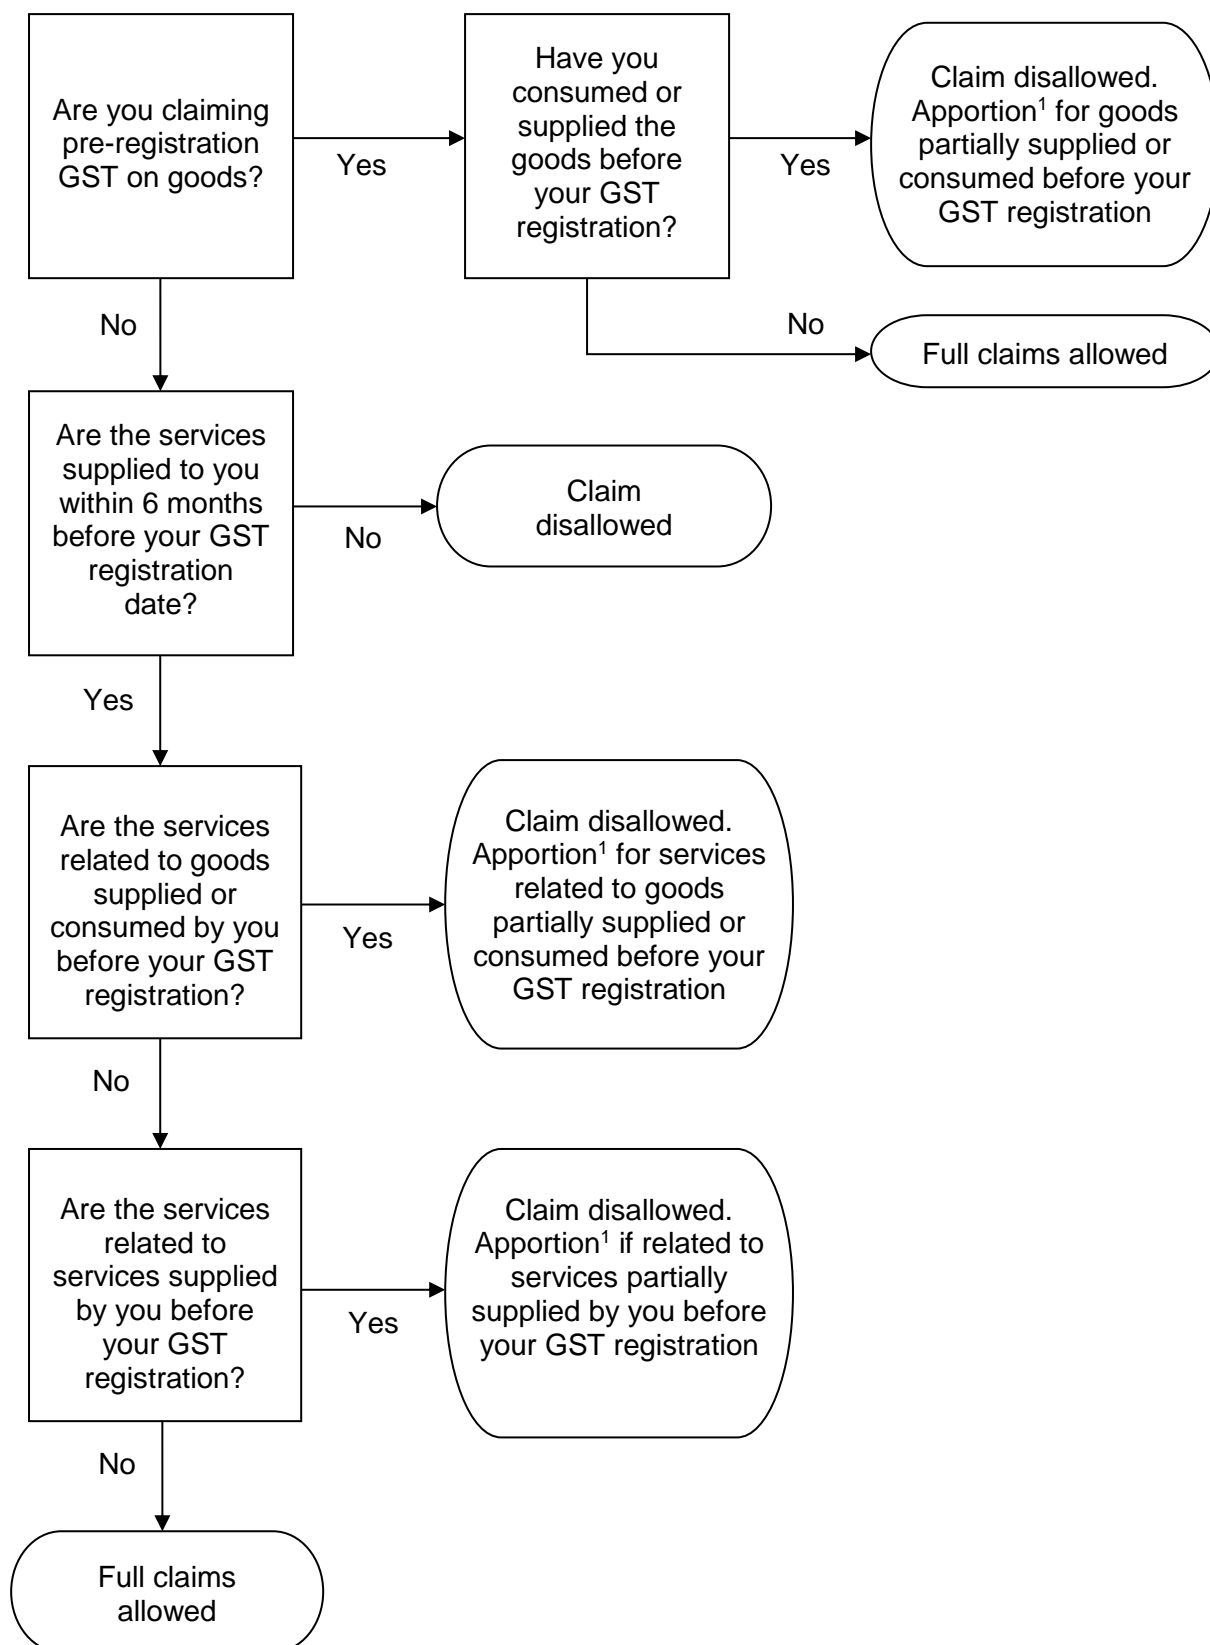 Are you claiming
pre-registration
GST on goods?
Yes
Have you
consumed or
supplied the
goods before
your GST
registration?
Yes
Claim disallowed.
Apportion¹ for goods
partially supplied or
consumed before your
GST registration
No
No
Full claims allowed
Are the services
supplied to you
within 6 months
before your GST
registration
date?
No
Claim
disallowed
Yes
Are the services
related to goods
supplied or
consumed by you
before your GST
registration?
Yes
Claim disallowed.
Apportion¹ for services
related to goods
partially supplied or
consumed before your
GST registration
No
Are the services
related to
services supplied
by you before
your GST
registration?
Yes
Claim disallowed.
Apportion¹ if related to
services partially
supplied by you before
your GST registration
No
Full claims
allowed